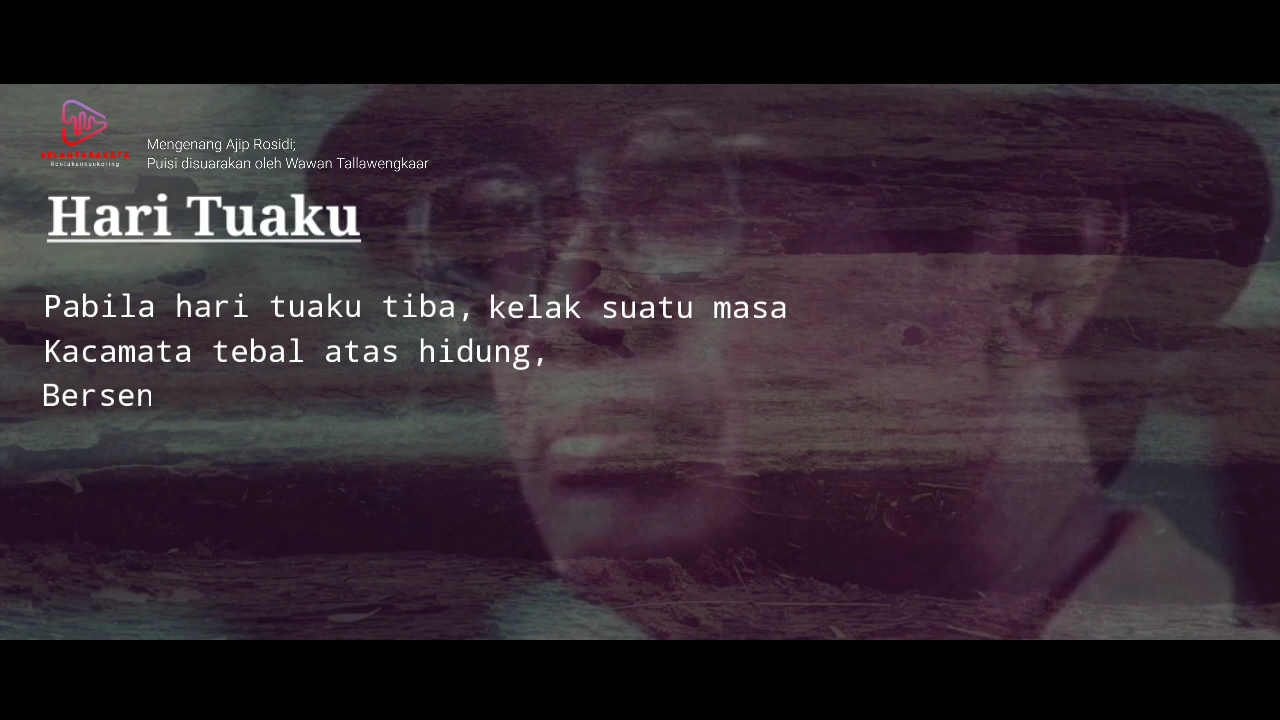 Mengenang Ajip Rosidi;
Puisi disuarakan oleh Wawan Tallawengkaar
Hari Tuaku
Pabila hari tuaku tiba, kelak suatu masa
Kacamata tebal atas hidung,
Bersen